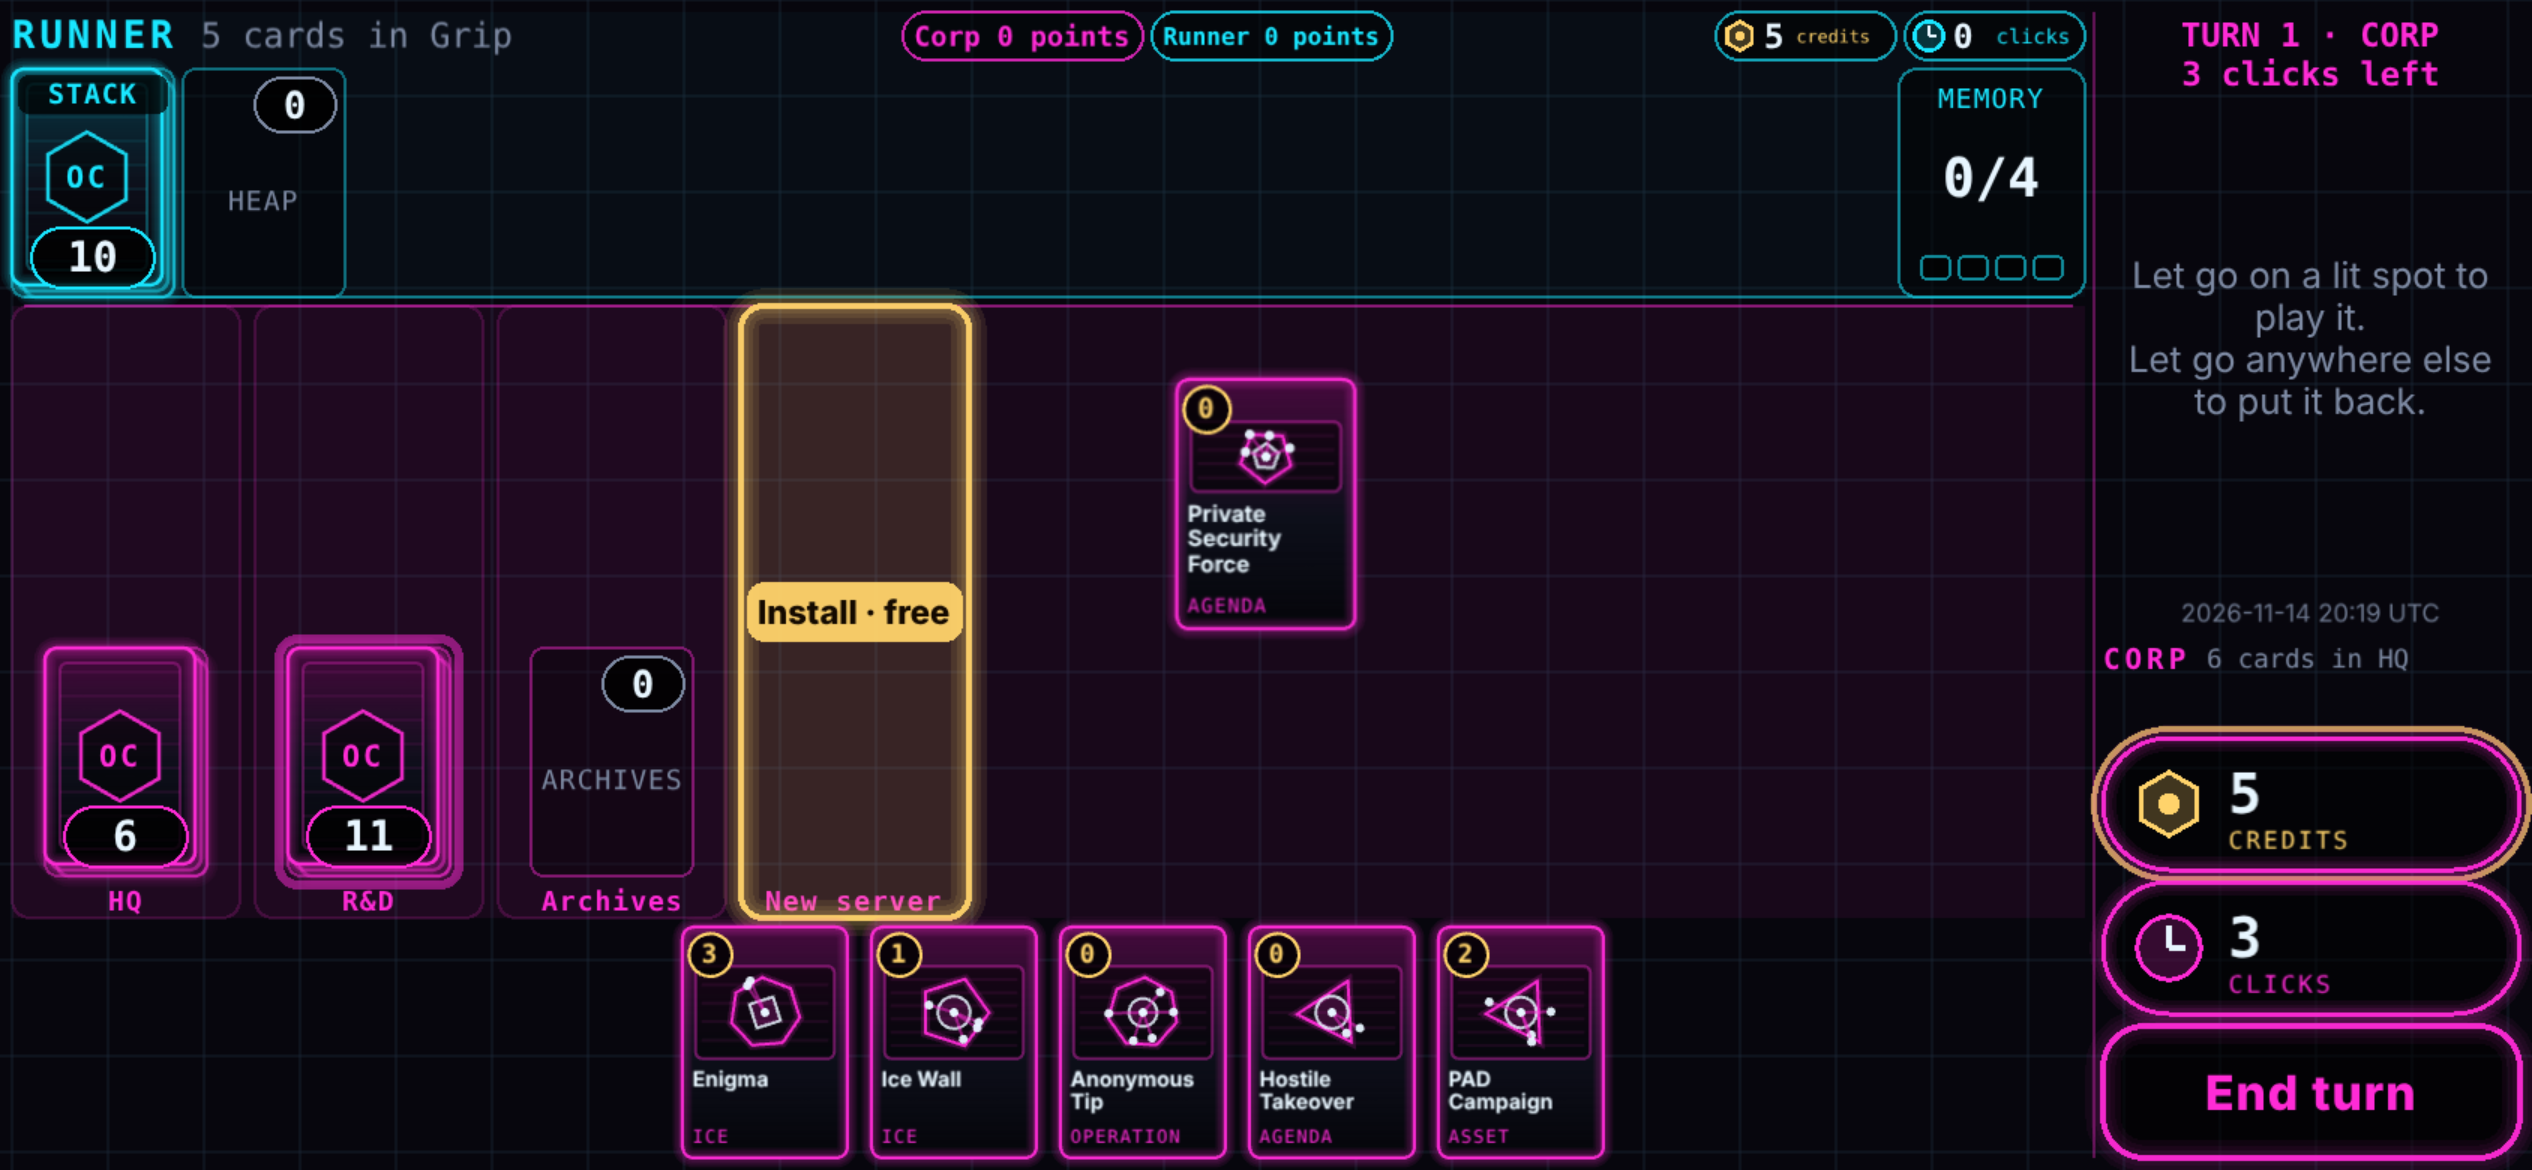 RUNNER 5 cards in Grip
Corp 0 points
Runner 0 points
5 credits
0 clicks
TURN 1 · CORP
3 clicks left
STACK
OC
10
0
HEAP
MEMORY
0/4
Let go on a lit spot to
play it.
Let go anywhere else
to put it back.
0
Private
Security
Force
AGENDA
Install · free
2026-11-14 20:19 UTC
CORP 6 cards in HQ
OC
6
HQ
OC
11
R&D
0
ARCHIVES
Archives
New server
5
CREDITS
3
CLICKS
End turn
3
Enigma
ICE
1
Ice Wall
ICE
0
Anonymous
Tip
OPERATION
0
Hostile
Takeover
AGENDA
2
PAD
Campaign
ASSET